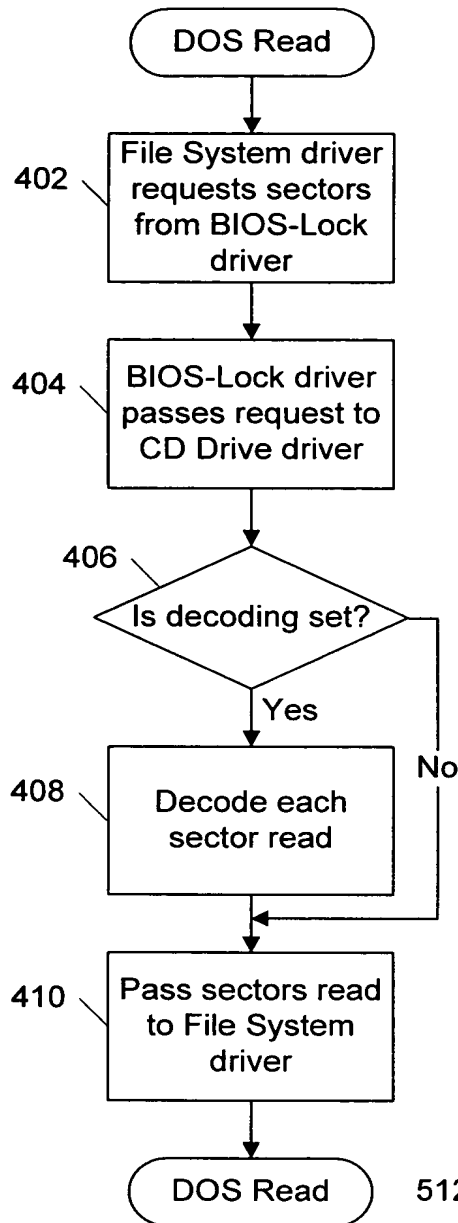 DOS Read
402
File System driver
requests sectors
from BIOS-Lock
driver
404
BIOS-Lock driver
passes request to
CD Drive driver
406
Is decoding set?
Yes
No
408
Decode each
sector read
410
Pass sectors read
to File System
driver
DOS Read
512